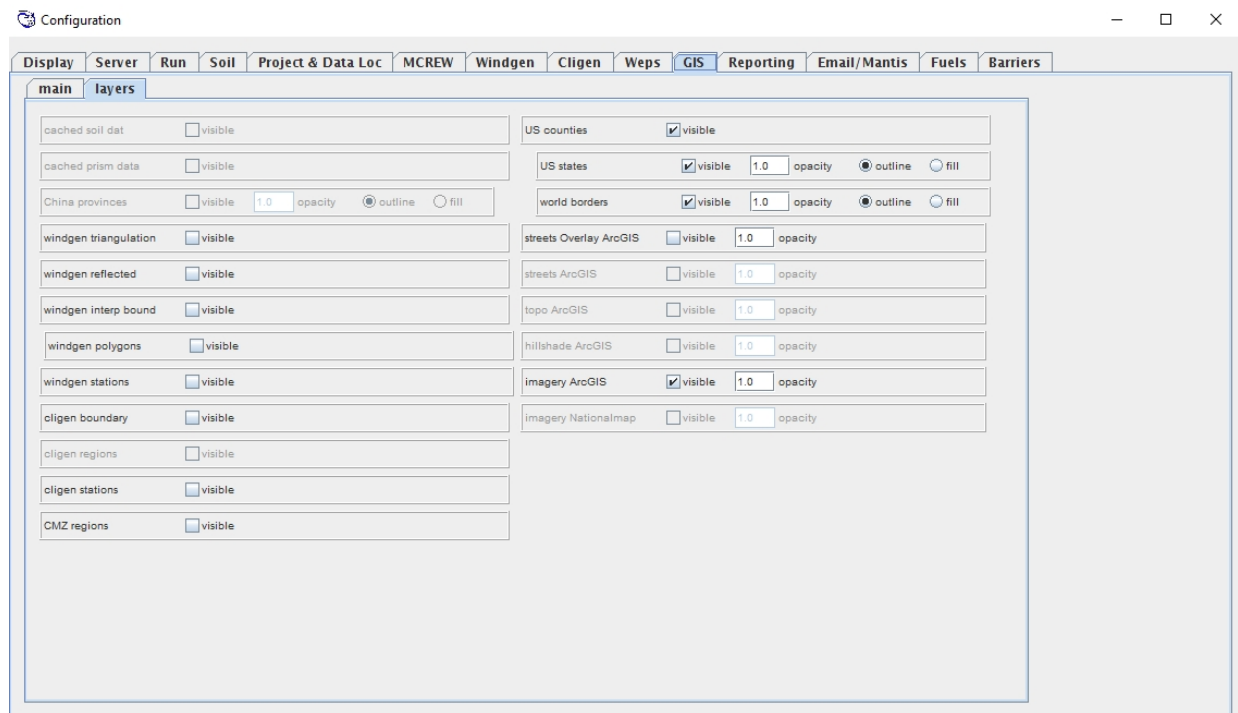 Configuration
Display Server Run Soil Project & Data Loc MCREW Windgen Cligen Weps GIS Reporting Email/Mantis Fuels Barriers
main layers
cached soil dat visible
cached prism data visible
China provinces visible 1.0 opacity outline fill
windgen triangulation visible
windgen reflected visible
windgen interp bound visible
windgen polygons visible
windgen stations visible
cligen boundary visible
cligen regions visible
cligen stations visible
CMZ regions visible
US counties visible
US states visible 1.0 opacity outline fill
world borders visible 1.0 opacity outline fill
streets Overlay ArcGIS visible 1.0 opacity
streets ArcGIS visible 1.0 opacity
topo ArcGIS visible 1.0 opacity
hillshade ArcGIS visible 1.0 opacity
imagery ArcGIS visible 1.0 opacity
imagery Nationalmap visible 1.0 opacity